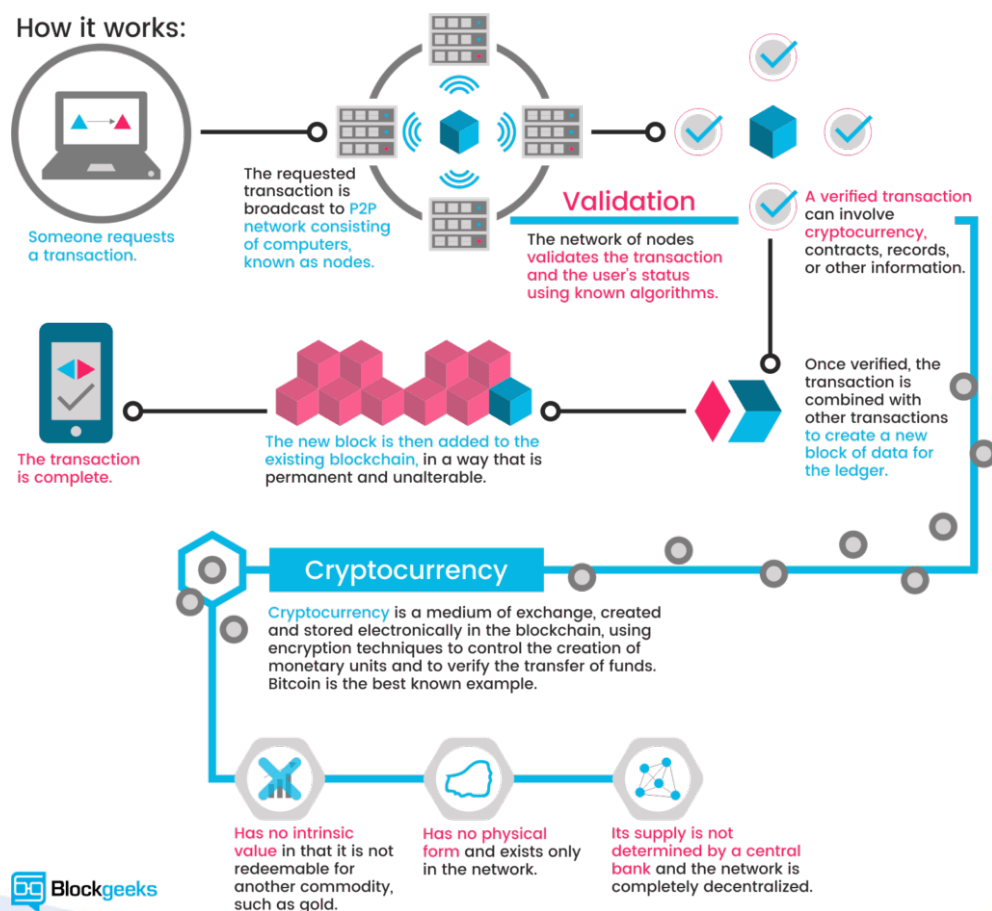 How it works:
Someone requests
a transaction.
The requested
transaction is
broadcast to P2P
network consisting
of computers,
known as nodes.
Validation
The network of nodes
validates the transaction
and the user's status
using known algorithms.
A verified transaction
can involve
cryptocurrency,
contracts, records,
or other information.
Once verified, the
transaction is
combined with
other transactions
to create a new
block of data for
the ledger.
The new block is then added to the
existing blockchain, in a way that is
permanent and unalterable.
The transaction
is complete.
Cryptocurrency
Cryptocurrency is a medium of exchange, created
and stored electronically in the blockchain, using
encryption techniques to control the creation of
monetary units and to verify the transfer of funds.
Bitcoin is the best known example.
Has no intrinsic
value in that it is not
redeemable for
another commodity,
such as gold.
Has no physical
form and exists only
in the network.
Its supply is not
determined by a central
bank and the network is
completely decentralized.
Blockgeeks